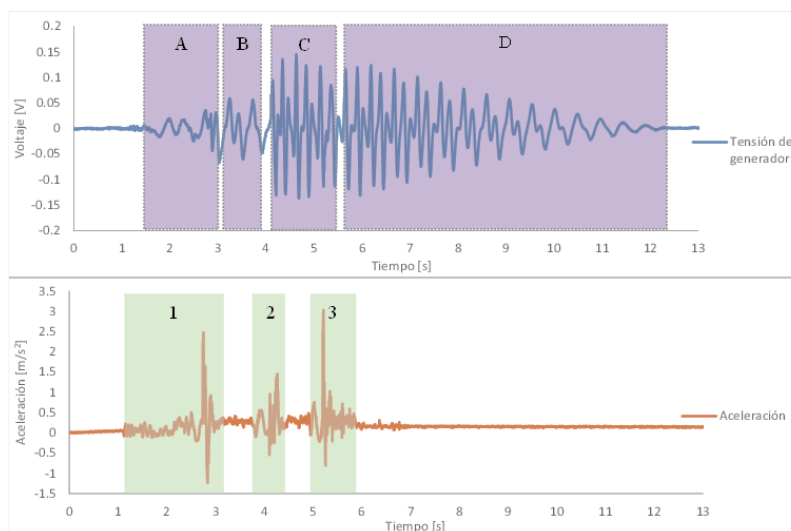 0.2
0.15
0.1
0.05
0
-0.05
-0.1
-0.15
-0.2
Voltaje [V]
A
B
C
D
0 1 2 3 4 5 6 7 8 9 10 11 12 13
Tiempo [s]
Tensión de
generador
3.5
3
2.5
2
1.5
1
0.5
0
-0.5
-1
-1.5
Aceleración [m/s²]
1
2
3
0 1 2 3 4 5 6 7 8 9 10 11 12 13
Tiempo [s]
Aceleración